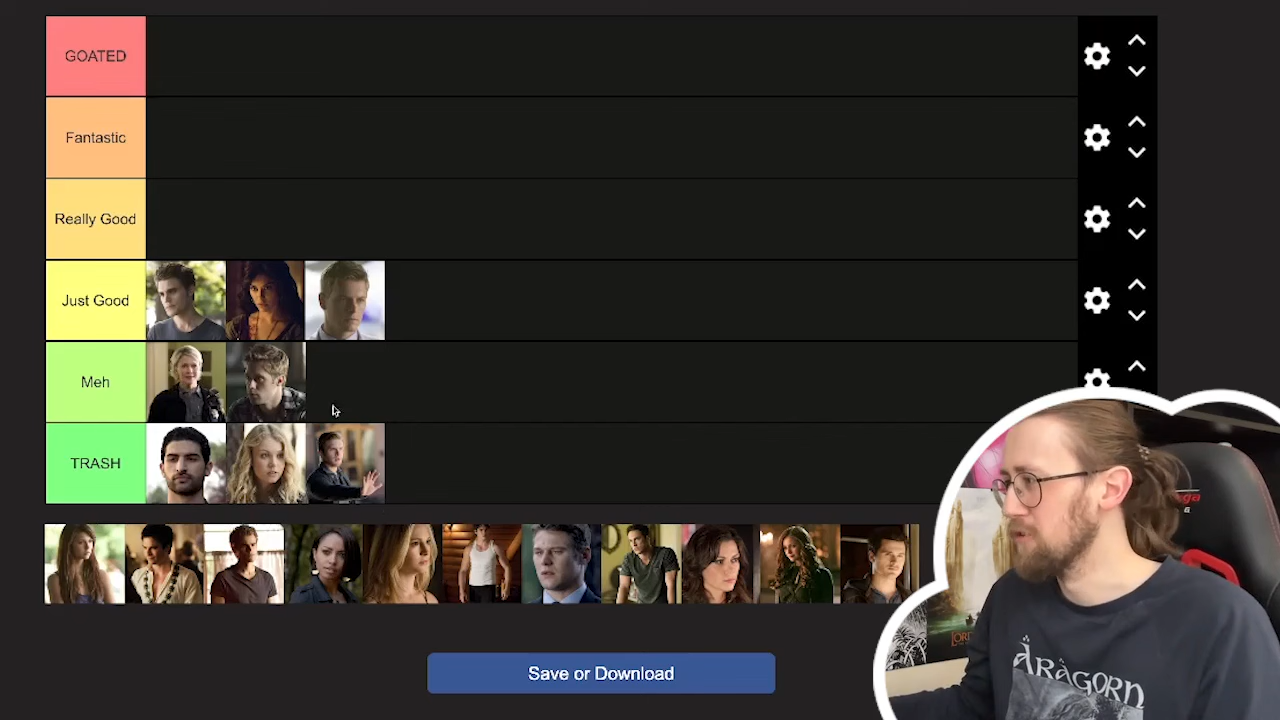 GOATED
Fantastic
Really Good
Just Good
Meh
TRASH
Save or Download
ARAGORN